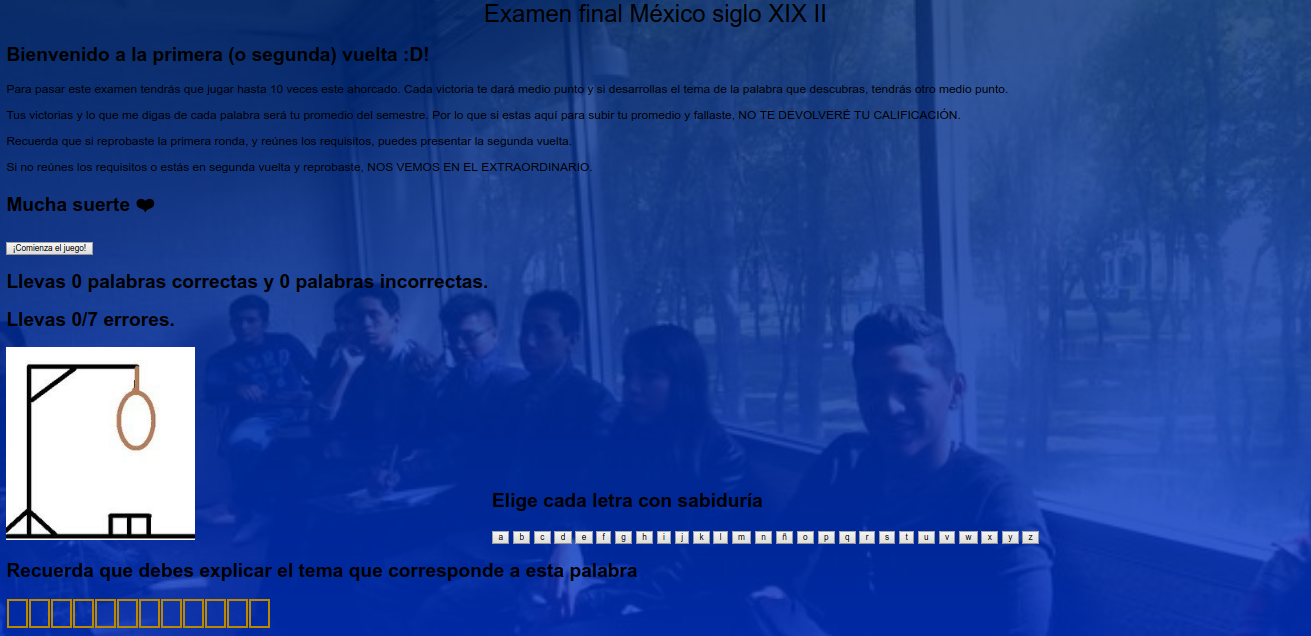 Examen final México siglo XIX II
Bienvenido a la primera (o segunda) vuelta :D!
Para pasar este examen tendrás que jugar hasta 10 veces este ahorcado. Cada victoria te dará medio punto y si desarrollas el tema de la palabra que descubras, tendrás otro medio punto.
Tus victorias y lo que me digas de cada palabra será tu promedio del semestre. Por lo que si estas aquí para subir tu promedio y fallaste, NO TE DEVOLVERÉ TU CALIFICACIÓN.
Recuerda que si reprobaste la primera ronda, y reúnes los requisitos, puedes presentar la segunda vuelta.
Si no reúnes los requisitos o estás en segunda vuelta y reprobaste, NOS VEMOS EN EL EXTRAORDINARIO.
Mucha suerte ❤
¡Comienza el juego!
Llevas 0 palabras correctas y 0 palabras incorrectas.
Llevas 0/7 errores.
Elige cada letra con sabiduría
a b c d e f g h i j k l m n ñ o p q r s t u v w x y z
Recuerda que debes explicar el tema que corresponde a esta palabra